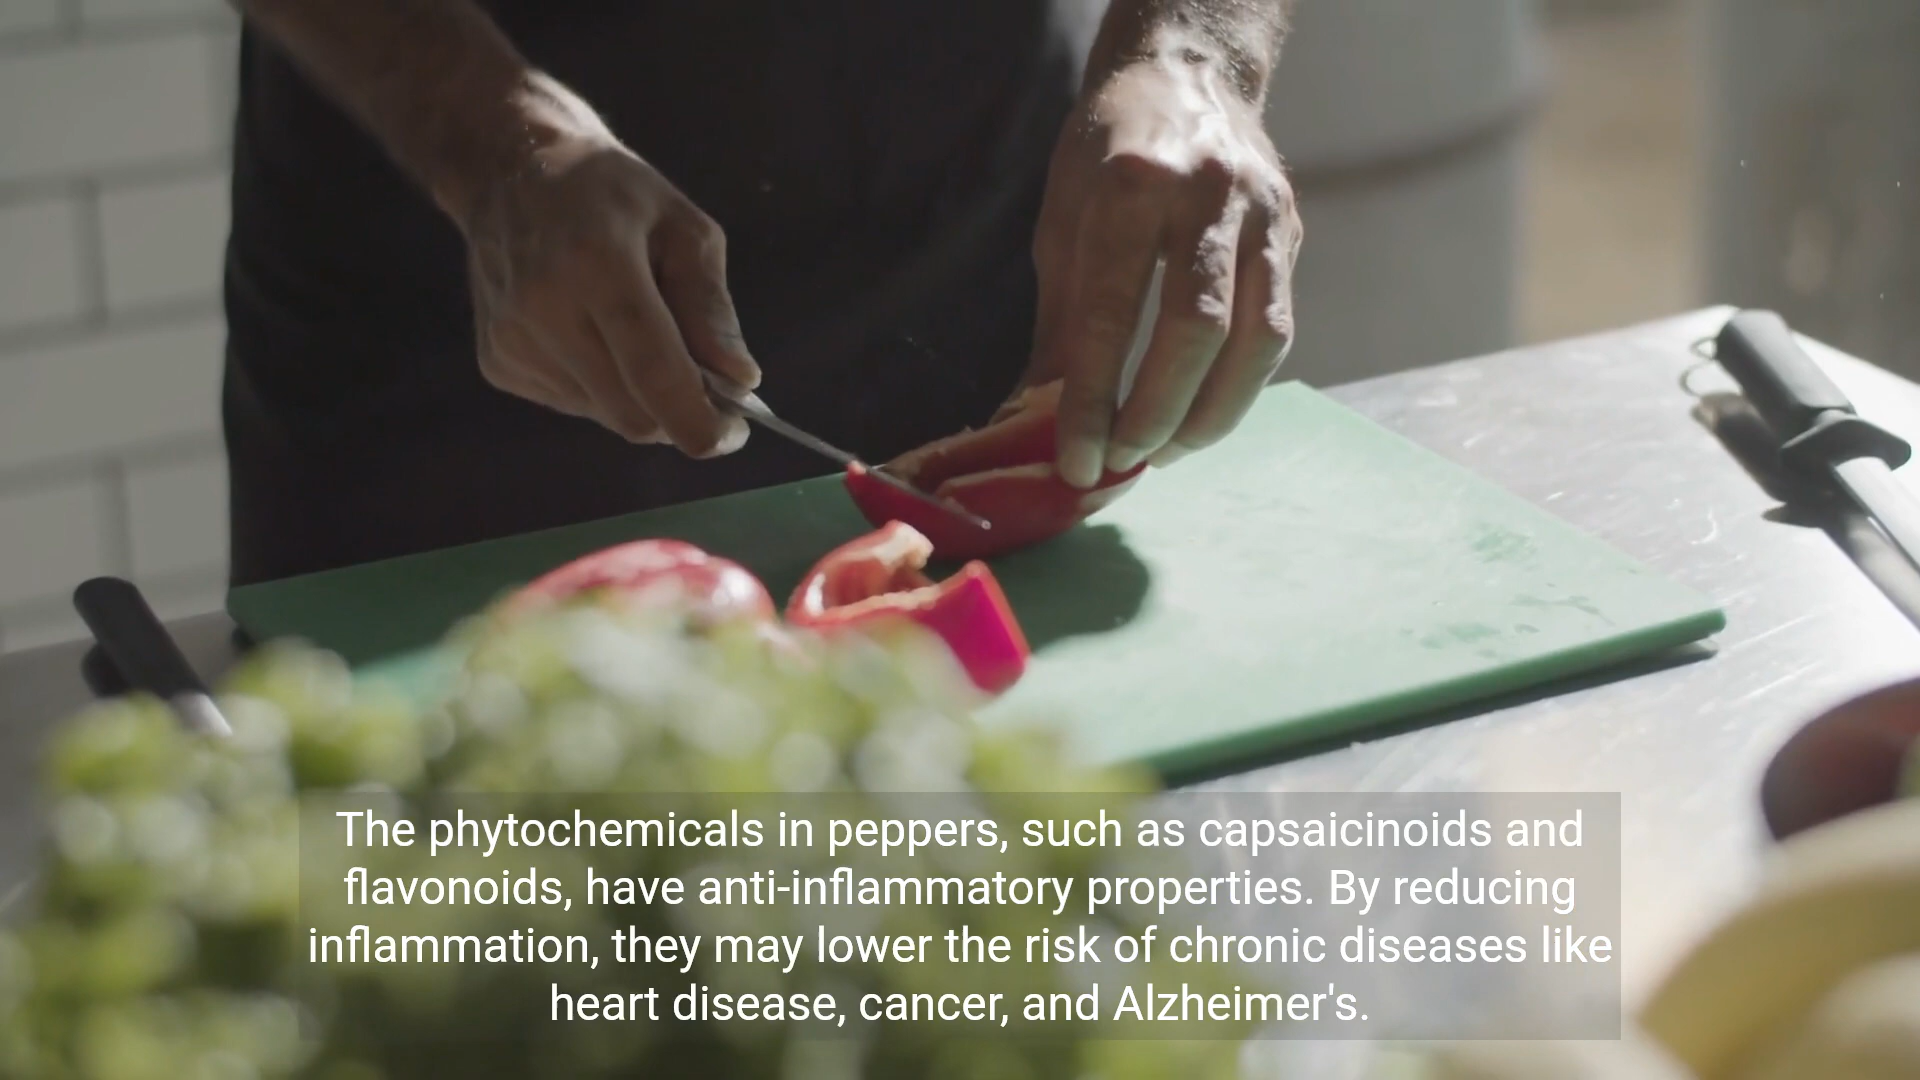 The phytochemicals in peppers, such as capsaicinoids and
flavonoids, have anti-inflammatory properties. By reducing
inflammation, they may lower the risk of chronic diseases like
heart disease, cancer, and Alzheimer's.